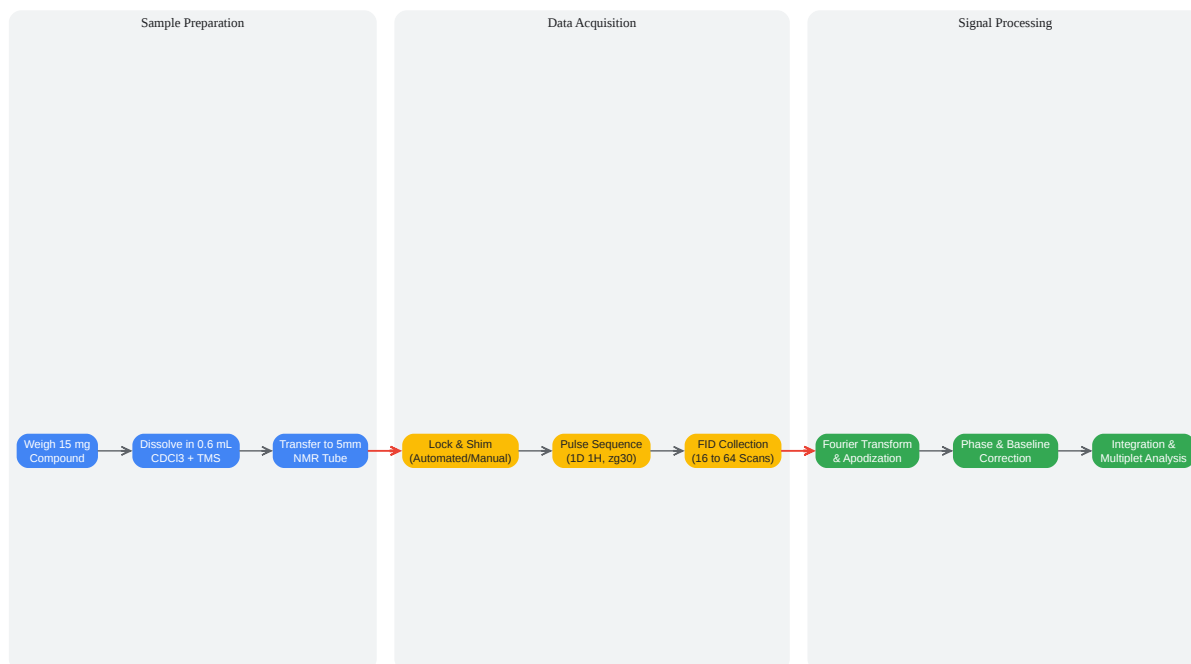 Sample Preparation
Weigh 15 mg
Compound
Dissolve in 0.6 mL
CDCl3 + TMS
Transfer to 5mm
NMR Tube
Data Acquisition
Lock & Shim
(Automated/Manual)
Pulse Sequence
(1D 1H, zg30)
FID Collection
(16 to 64 Scans)
Signal Processing
Fourier Transform
& Apodization
Phase & Baseline
Correction
Integration &
Multiplet Analysis